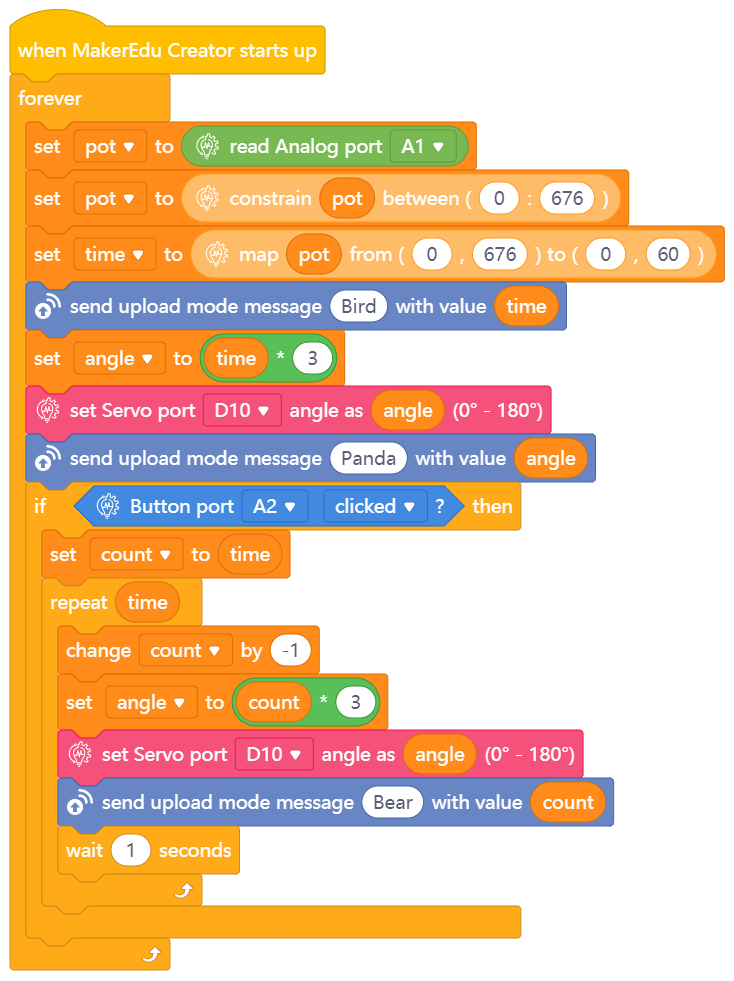 when MakerEdu Creator starts up
forever
set pot to read Analog port A1
set pot to constrain pot between ( 0 : 676 )
set time to map pot from ( 0 , 676 ) to ( 0 , 60 )
send upload mode message Bird with value time
set angle to time * 3
set Servo port D10 angle as angle (0° - 180°)
send upload mode message Panda with value angle
if Button port A2 clicked ? then
set count to time
repeat time
change count by -1
set angle to count * 3
set Servo port D10 angle as angle (0° - 180°)
send upload mode message Bear with value count
wait 1 seconds